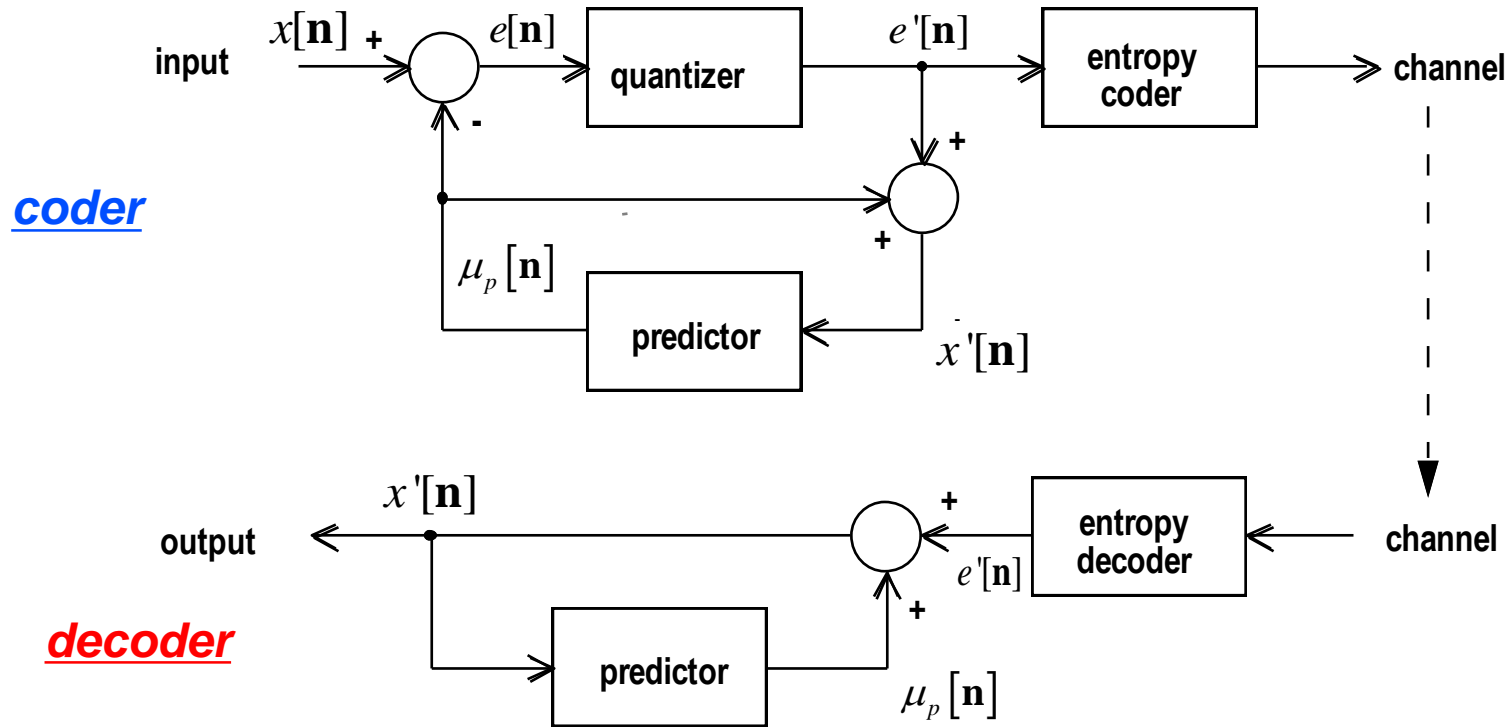 x[n] + e[n] e'[n]
input quantizer entropy coder channel
-
+
coder
+
μp[n]
predictor
x'[n]
x'[n]
output + entropy decoder channel
e'[n]
+
decoder
predictor
μp[n]